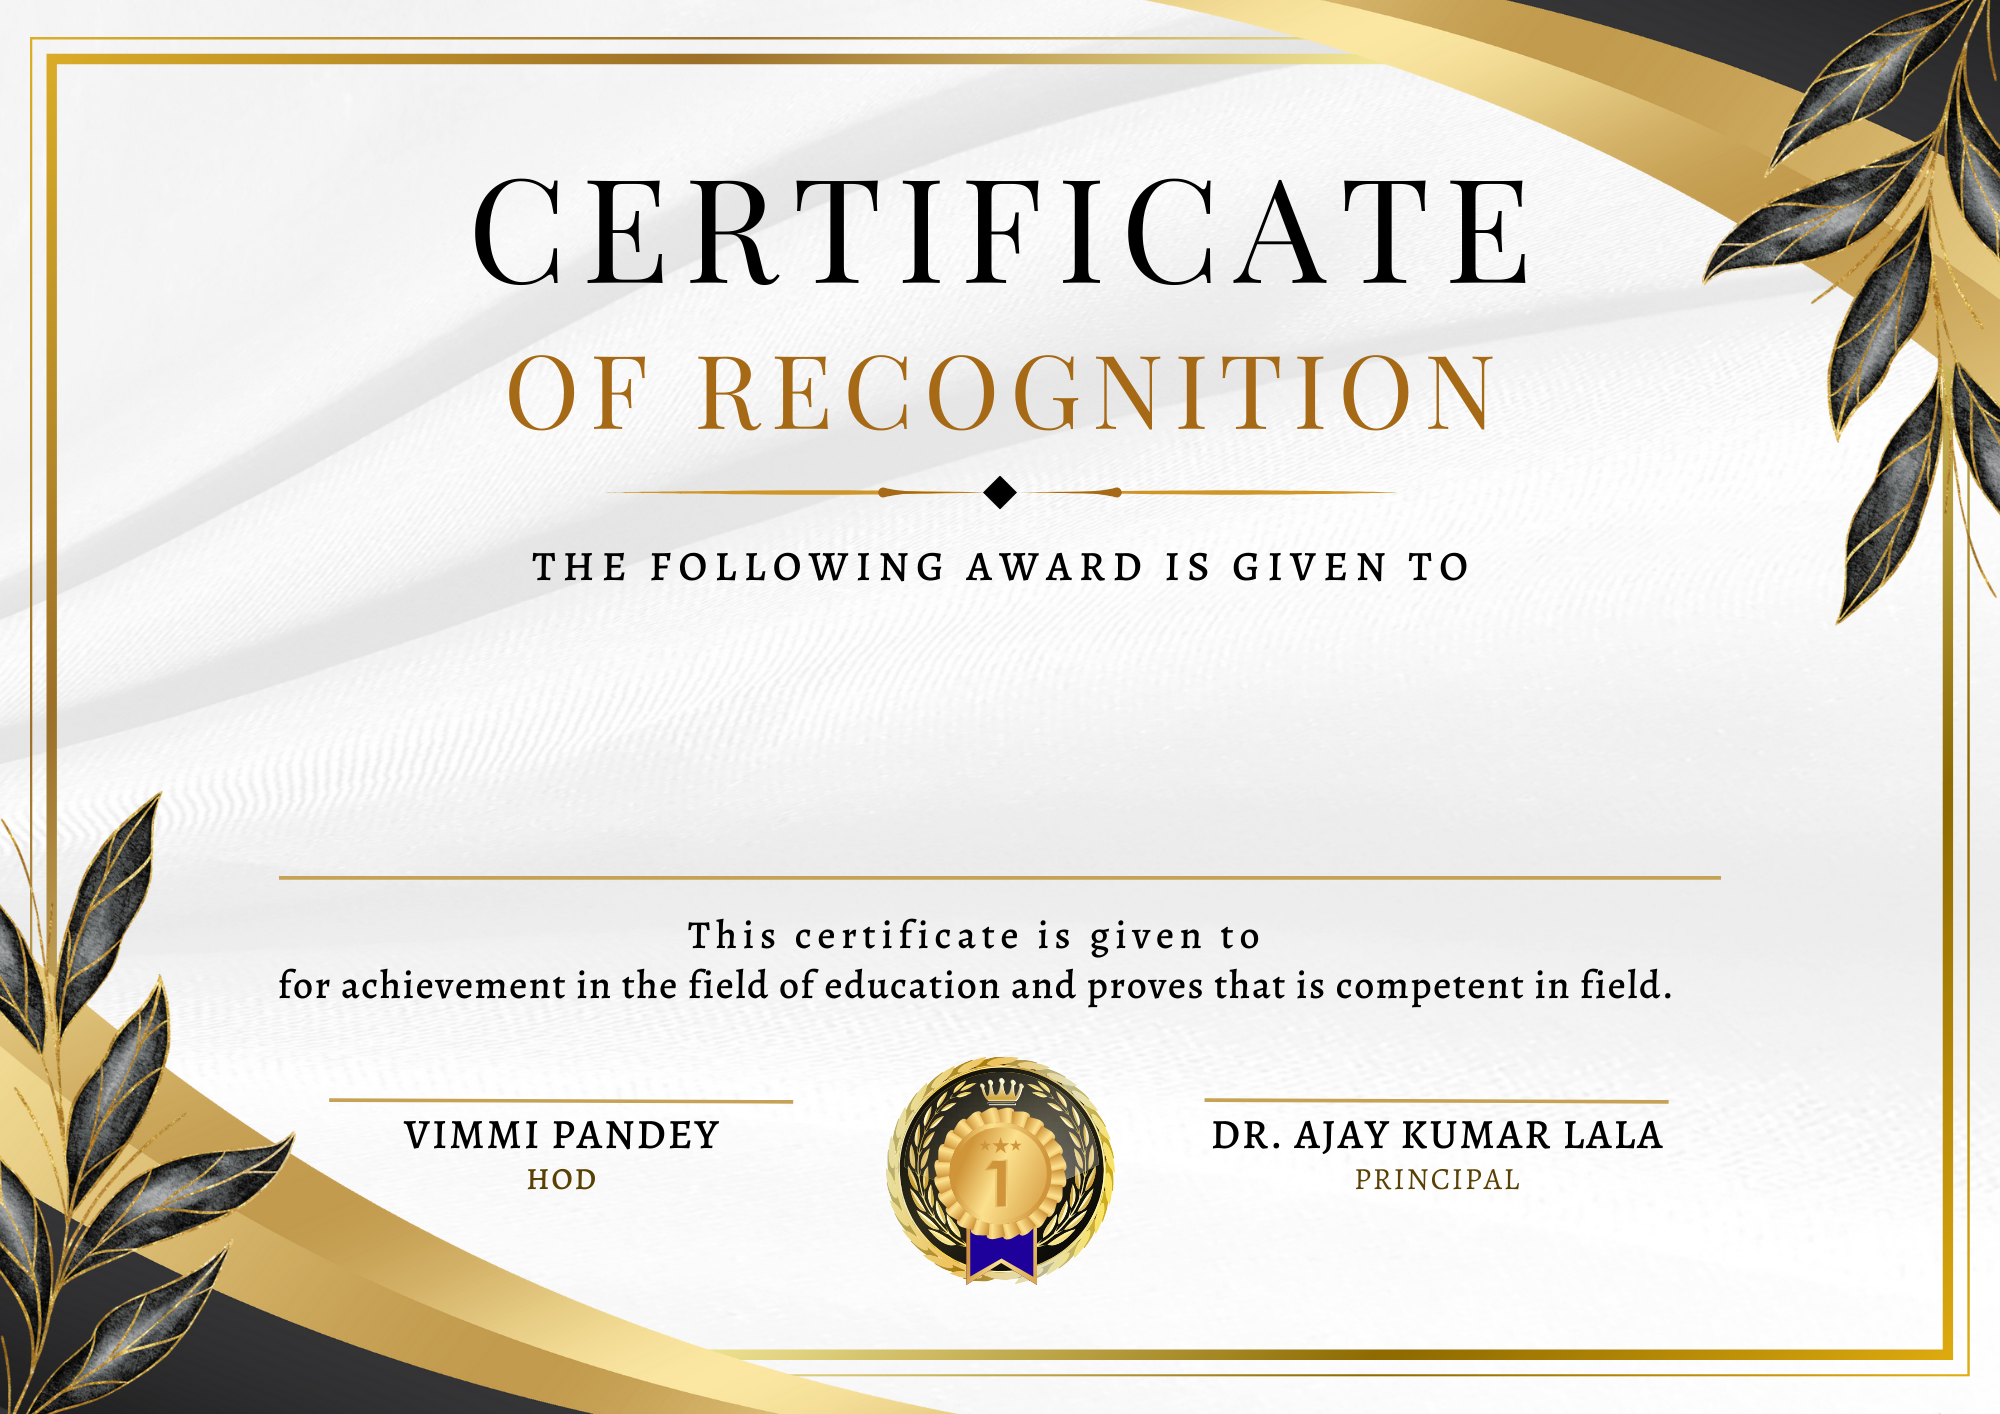 CERTIFICATE
OF RECOGNITION
THE FOLLOWING AWARD IS GIVEN TO
This certificate is given to
for achievement in the field of education and proves that is competent in field.
VIMMI PANDEY
HOD
1
DR. AJAY KUMAR LALA
PRINCIPAL